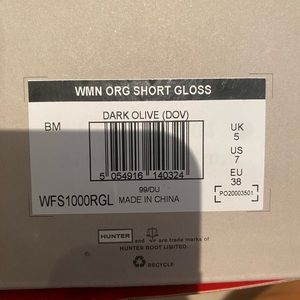 WMN ORG SHORT GLOSS
DARK OLIVE (DOV)
BM
UK
5
US
7
EU
38
5 054916 140324
99/DU
WFS1000RGL MADE IN CHINA
PO20003501
HUNTER and are trade marks of
HUNTER BOOT LIMITED.
RECYCLE